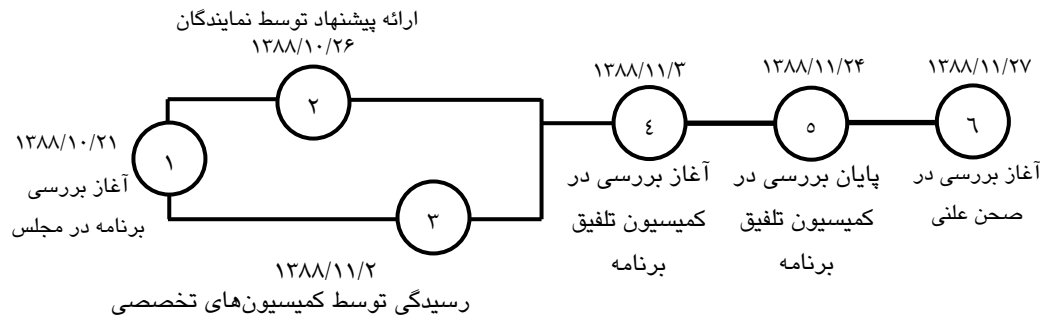 ارائه پیشنهاد توسط نمایندگان
۱۳۸۸/۱۰/۲۶
۲
۱۳۸۸/۱۰/۲۱
آغاز بررسی
برنامه در مجلس
۱
۳
۱۳۸۸/۱۱/۲
رسیدگی توسط کمیسیون‌های تخصصی
۱۳۸۸/۱۱/۳
٤
آغاز بررسی در
کمیسیون تلفیق
برنامه
۱۳۸۸/۱۱/۲۴
٥
پایان بررسی در
کمیسیون تلفیق
برنامه
۱۳۸۸/۱۱/۲۷
٦
آغاز بررسی در
صحن علنی